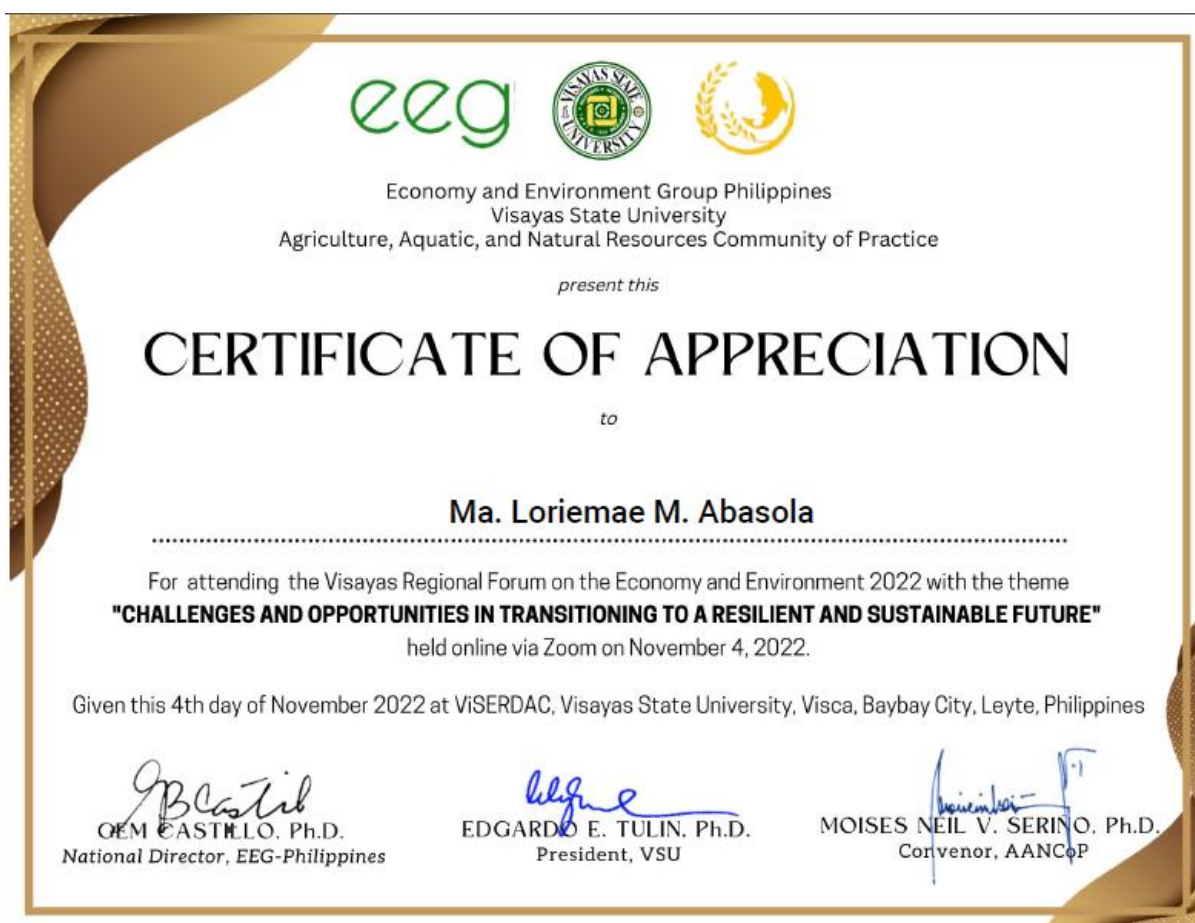 eeg
VISAYAS STATE UNIVERSITY
Economy and Environment Group Philippines
Visayas State University
Agriculture, Aquatic, and Natural Resources Community of Practice
present this
CERTIFICATE OF APPRECIATION
to
Ma. Loriemae M. Abasola
For attending the Visayas Regional Forum on the Economy and Environment 2022 with the theme
"CHALLENGES AND OPPORTUNITIES IN TRANSITIONING TO A RESILIENT AND SUSTAINABLE FUTURE"
held online via Zoom on November 4, 2022.
Given this 4th day of November 2022 at ViSERDAC, Visayas State University, Visca, Baybay City, Leyte, Philippines
GEM CASTILLO, Ph.D.
National Director, EEG-Philippines
EDGARDO E. TULIN, Ph.D.
President, VSU
MOISES NEIL V. SERIÑO, Ph.D.
Convenor, AANCoP